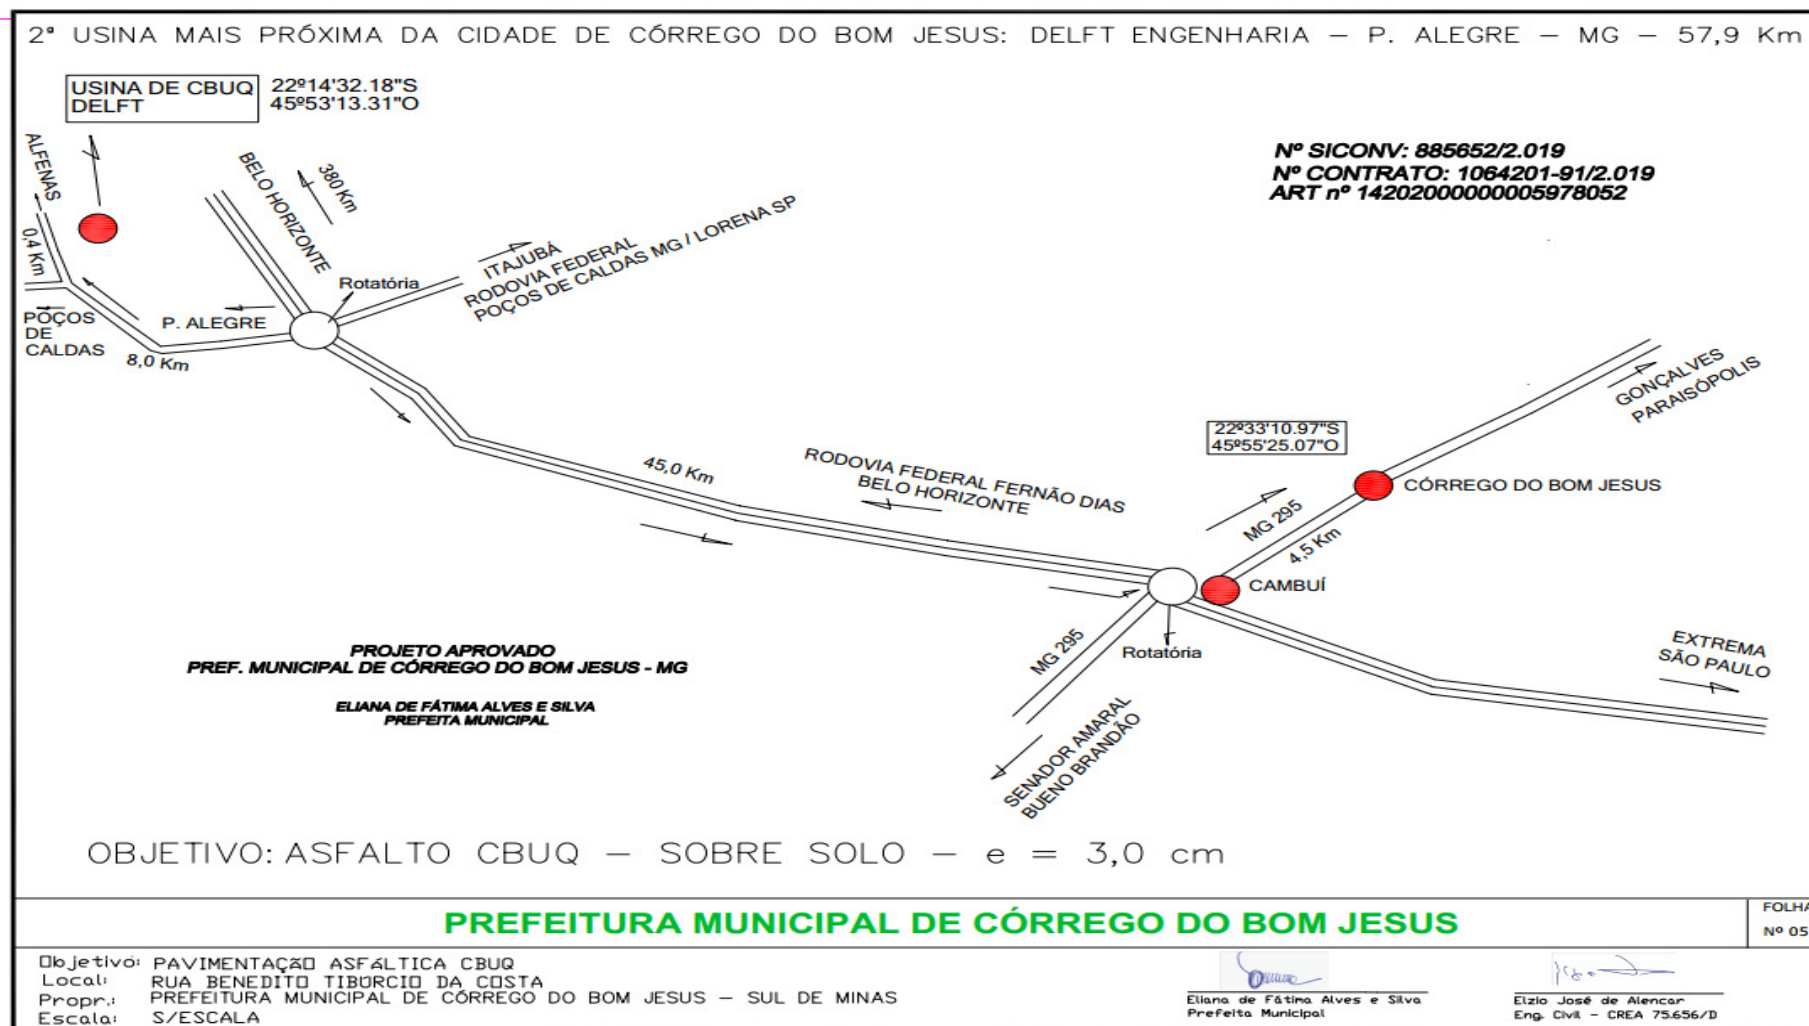 2ª USINA MAIS PRÓXIMA DA CIDADE DE CÓRREGO DO BOM JESUS: DELFT ENGENHARIA – P. ALEGRE – MG – 57,9 Km
USINA DE CBUQ
DELFT
22º14'32.18"S
45º53'13.31"O
Nº SICONV: 885652/2.019
Nº CONTRATO: 1064201-91/2.019
ART nº 14202000000005978052
ALFENAS
0,4 Km
BELO HORIZONTE
380 Km
Rotatória
ITAJUBÁ
RODOVIA FEDERAL
POÇOS DE CALDAS MG / LORENA SP
POÇOS
DE
CALDAS
P. ALEGRE
8,0 Km
45,0 Km
RODOVIA FEDERAL FERNÃO DIAS
BELO HORIZONTE
GONÇALVES
PARAISÓPOLIS
22º33'10.97"S
45º55'25.07"O
CÓRREGO DO BOM JESUS
MG 295
4,5 Km
CAMBUÍ
MG 295
Rotatória
EXTREMA
SÃO PAULO
SENADOR AMARAL
BUENO BRANDÃO
PROJETO APROVADO
PREF. MUNICIPAL DE CÓRREGO DO BOM JESUS - MG
ELIANA DE FÁTIMA ALVES E SILVA
PREFEITA MUNICIPAL
OBJETIVO: ASFALTO CBUQ – SOBRE SOLO – e = 3,0 cm
PREFEITURA MUNICIPAL DE CÓRREGO DO BOM JESUS
FOLHA
Nº 05
Objetivo: PAVIMENTAÇÃO ASFÁLTICA CBUQ
Local: RUA BENEDITO TIBÚRCIO DA COSTA
Propr.: PREFEITURA MUNICIPAL DE CÓRREGO DO BOM JESUS – SUL DE MINAS
Escala: S/ESCALA
Eliana de Fátima Alves e Silva
Prefeita Municipal
Elzio José de Alencar
Eng. Civil – CREA 75.656/D